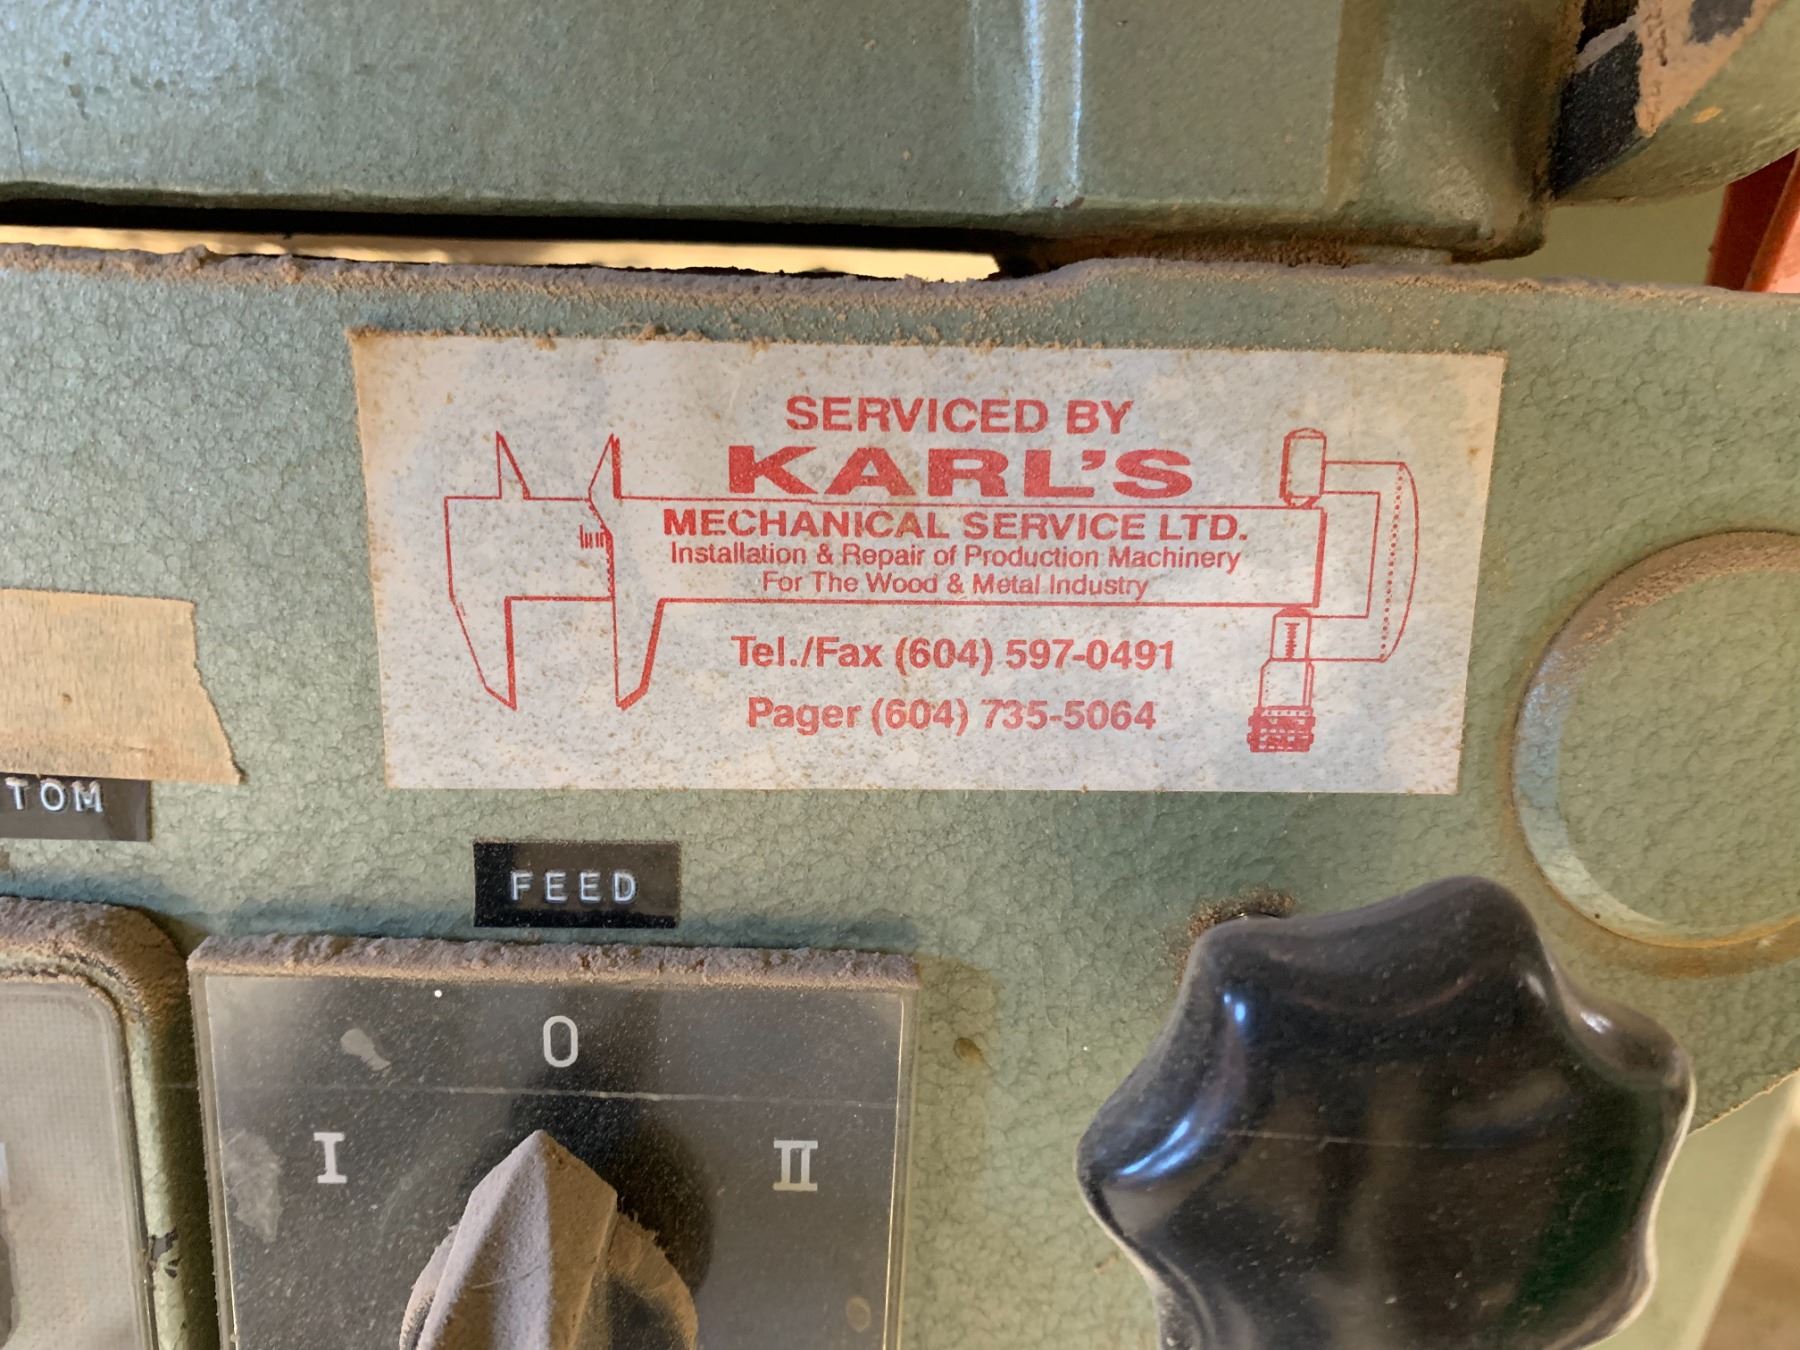 SERVICED BY
KARL'S
MECHANICAL SERVICE LTD.
Installation & Repair of Production Machinery
For The Wood & Metal Industry
Tel./Fax (604) 597-0491
Pager (604) 735-5064
TOM
FEED
0
I
II